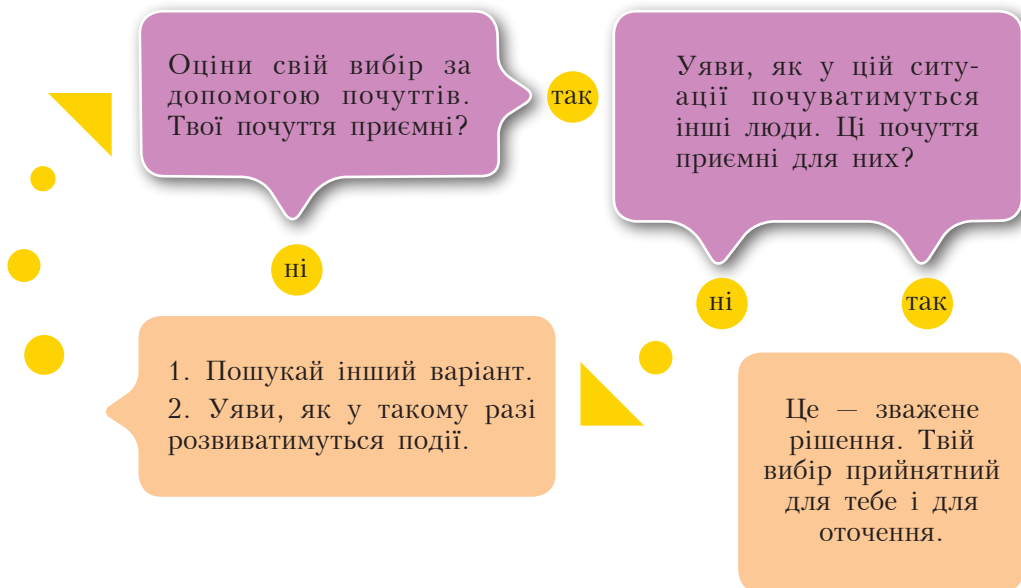 Оціни свій вибір за
допомогою почуттів.
Твої почуття приємні?
так
Уяви, як у цій ситу-
ації почуватимуться
інші люди. Ці почуття
приємні для них?
ні
ні
так
1. Пошукай інший варіант.
2. Уяви, як у такому разі
розвиватимуться події.
Це — зважене
рішення. Твій
вибір прийнятний
для тебе і для
оточення.